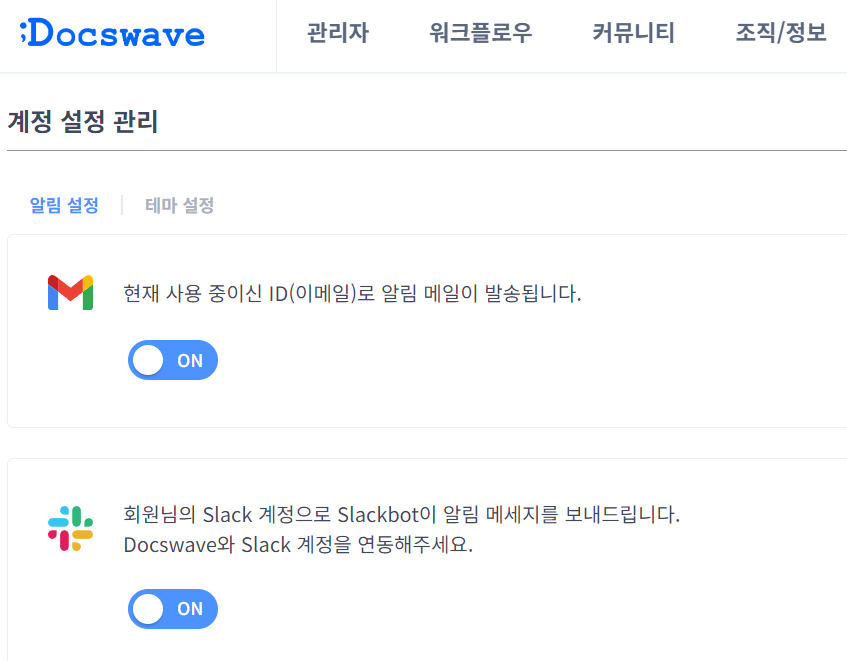 Docswave
관리자 워크플로우 커뮤니티 조직/정보
계정 설정 관리
알림 설정 | 테마 설정
현재 사용 중이신 ID(이메일)로 알림 메일이 발송됩니다.
ON
회원님의 Slack 계정으로 Slackbot이 알림 메세지를 보내드립니다.
Docswave와 Slack 계정을 연동해주세요.
ON